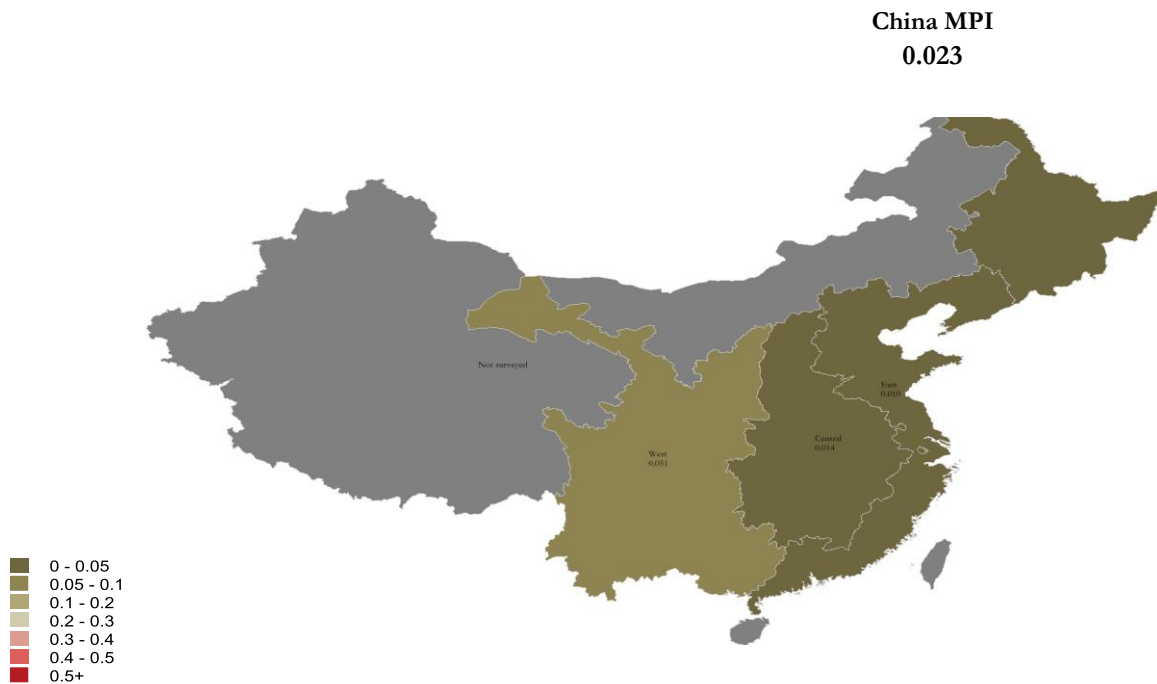 China MPI
0.023
Not surveyed
East
0.010
Central
0.014
West
0.051
0 - 0.05
0.05 - 0.1
0.1 - 0.2
0.2 - 0.3
0.3 - 0.4
0.4 - 0.5
0.5+